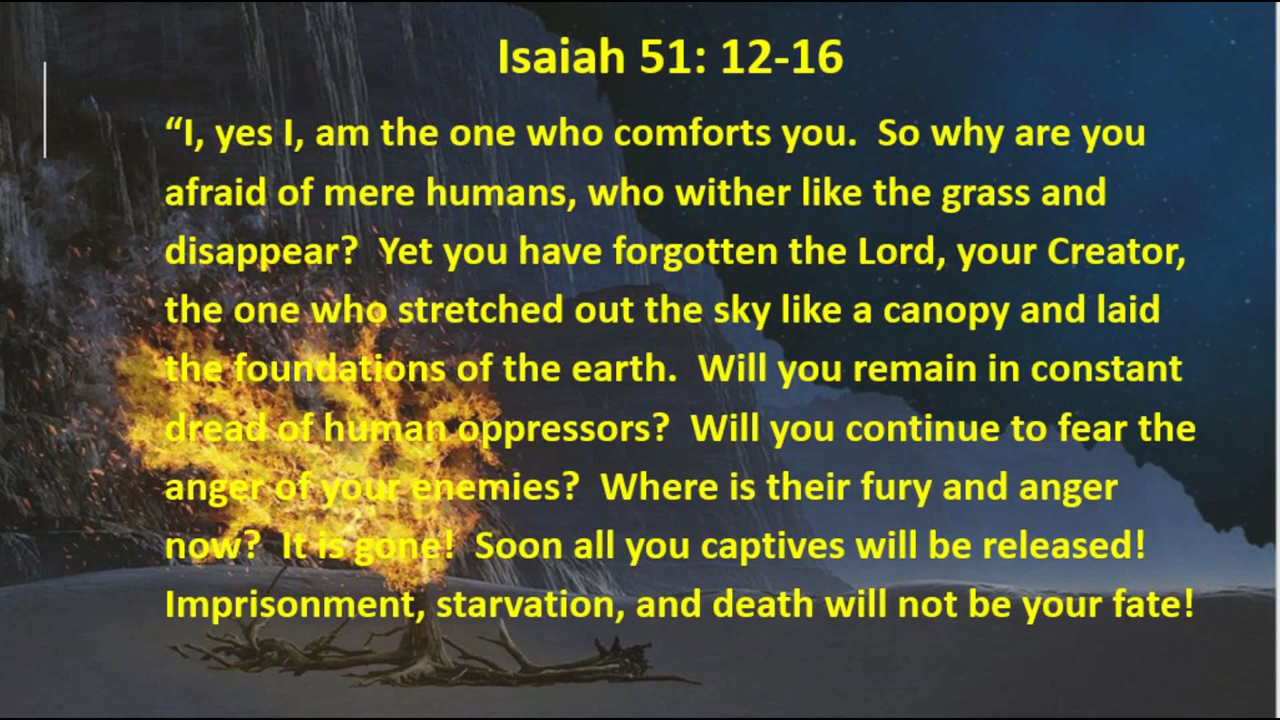 Isaiah 51: 12-16
“I, yes I, am the one who comforts you.  So why are you
afraid of mere humans, who wither like the grass and
disappear?  Yet you have forgotten the Lord, your Creator,
the one who stretched out the sky like a canopy and laid
the foundations of the earth.  Will you remain in constant
dread of human oppressors?  Will you continue to fear the
anger of your enemies?  Where is their fury and anger
now?  It is gone!  Soon all you captives will be released!
Imprisonment, starvation, and death will not be your fate!